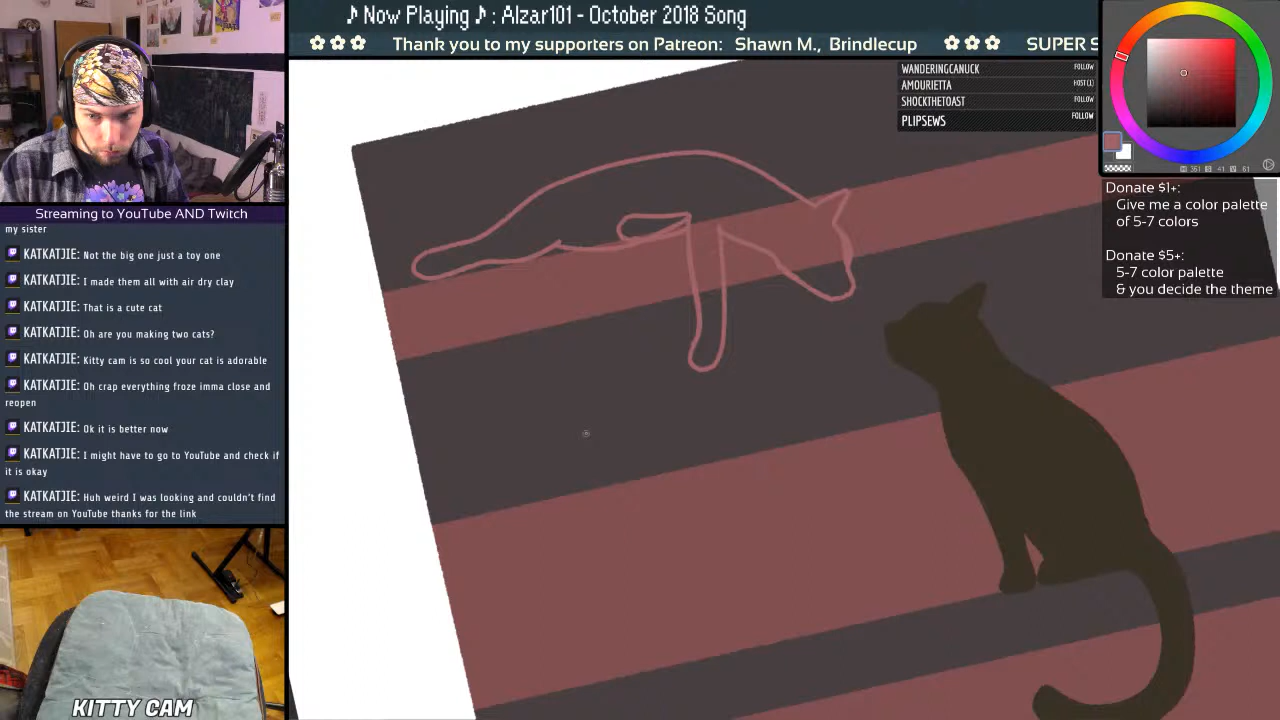 ♪ Now Playing ♪ : Alzar101 - October 2018 Song
✿ ✿ ✿ Thank you to my supporters on Patreon: Shawn M., Brindlecup ✿ ✿ ✿ SUPER S
WANDERINGCANUCK FOLLOW
AMOURIETTA HOST(1)
SHOCKTHETOAST FOLLOW
PLIPSEWS FOLLOW
Donate $1+:
Give me a color palette
of 5-7 colors
Donate $5+:
5-7 color palette
& you decide the theme
Streaming to YouTube AND Twitch
my sister
KATKATJIE: Not the big one just a toy one
KATKATJIE: I made them all with air dry clay
KATKATJIE: That is a cute cat
KATKATJIE: Oh are you making two cats?
KATKATJIE: Kitty cam is so cool your cat is adorable
KATKATJIE: Oh crap everything froze imma close and
reopen
KATKATJIE: Ok it is better now
KATKATJIE: I might have to go to YouTube and check if
it is okay
KATKATJIE: Huh weird I was looking and couldn't find
the stream on YouTube thanks for the link
KITTY CAM